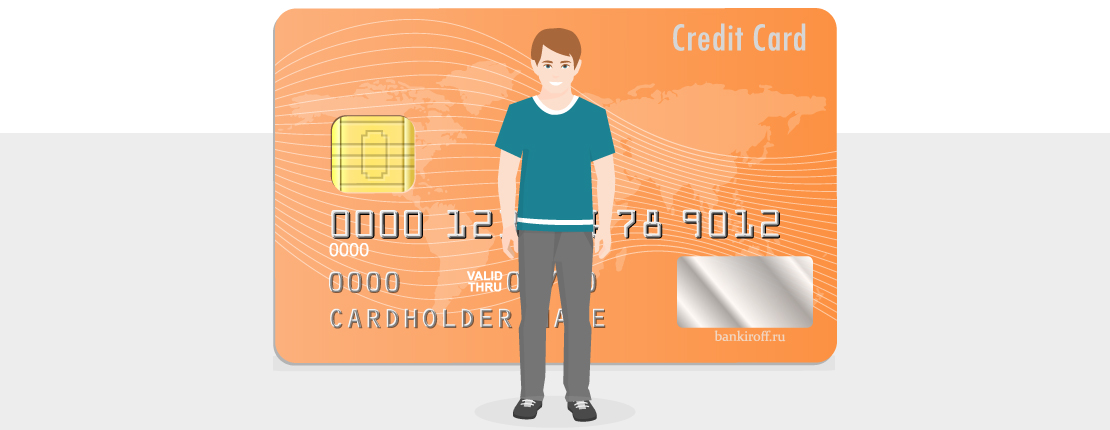 Credit Card
0000 12 78 9012
0000
0000 VALID THRU
CARDHOLDER
bankiroff.ru